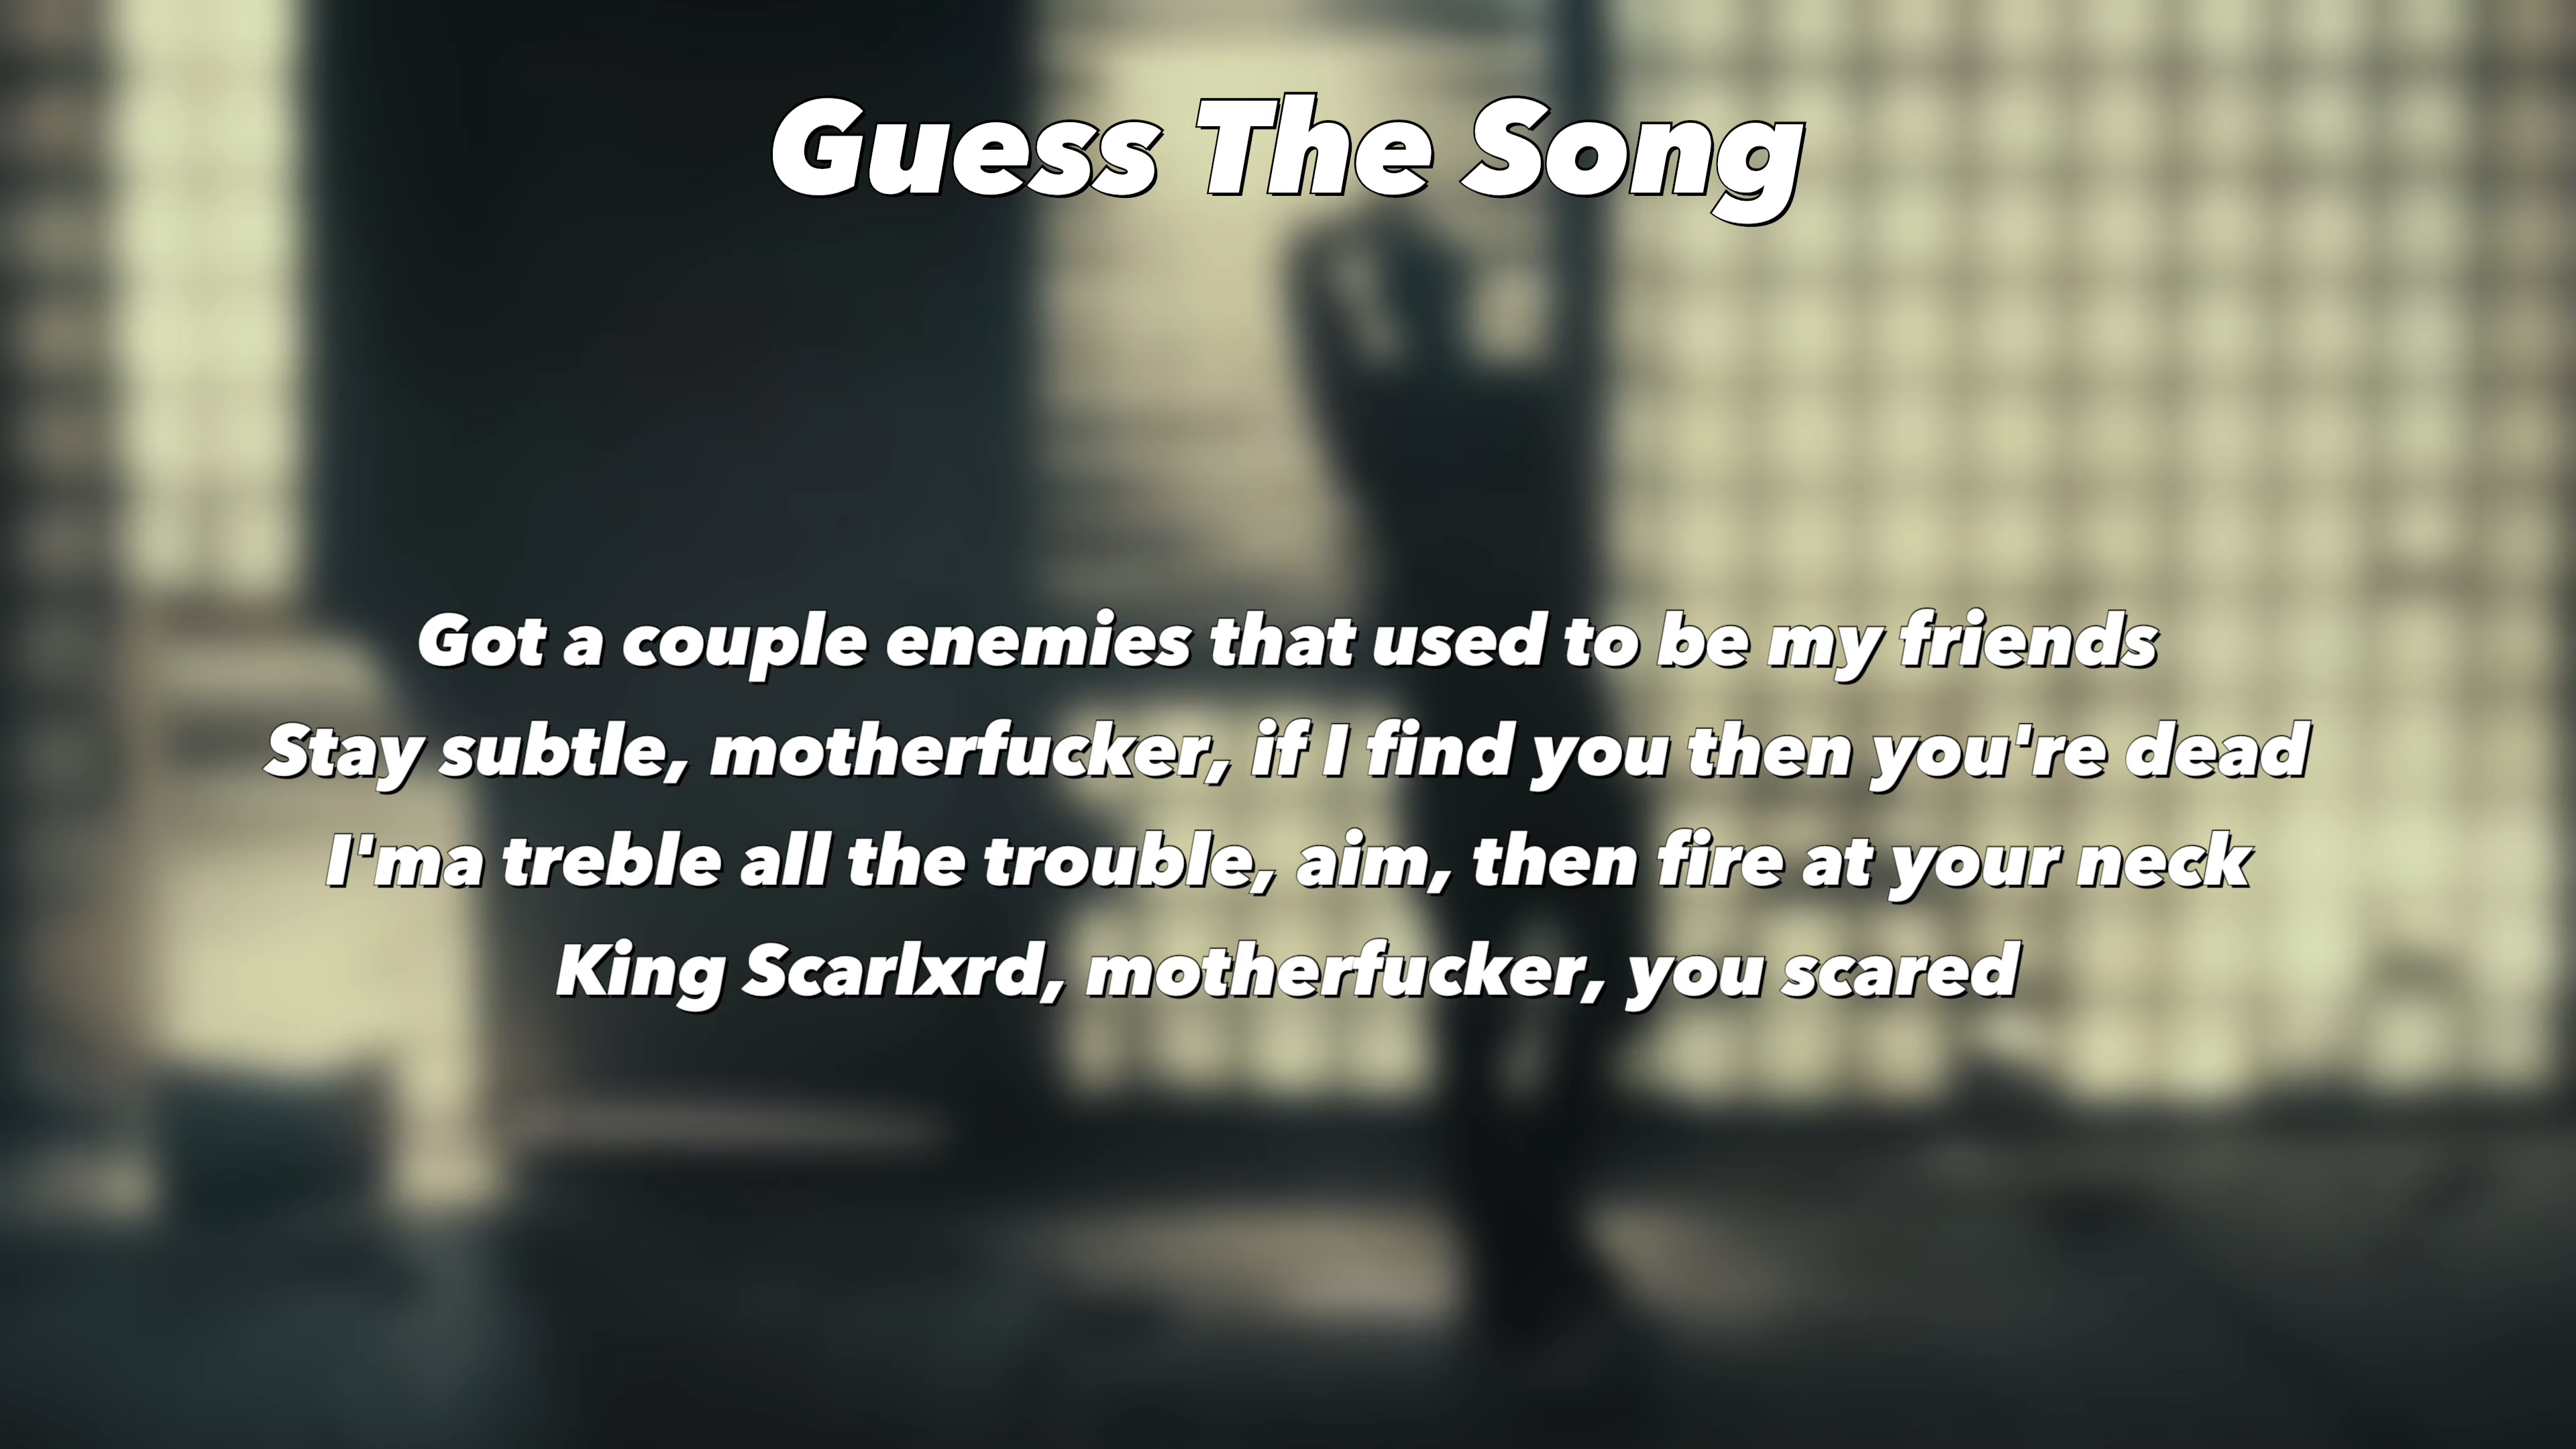 Guess The Song
Got a couple enemies that used to be my friends
Stay subtle, motherfucker, if I find you then you're dead
I'ma treble all the trouble, aim, then fire at your neck
King Scarlxrd, motherfucker, you scared